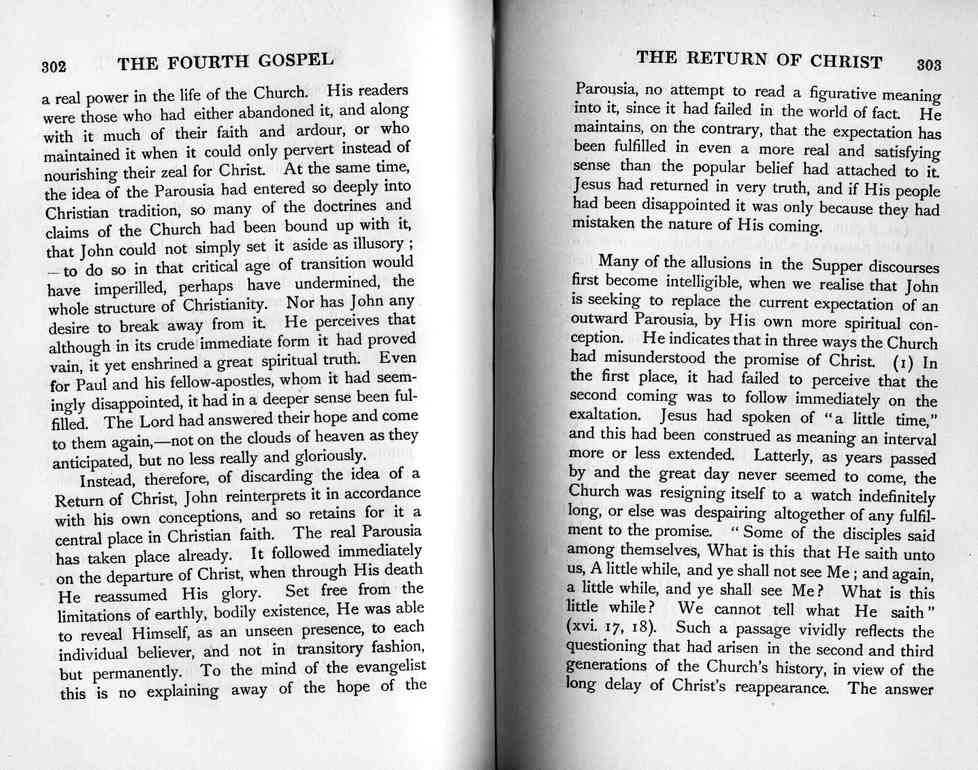 302 THE FOURTH GOSPEL
a real power in the life of the Church. His readers
were those who had either abandoned it, and along
with it much of their faith and ardour, or who
maintained it when it could only pervert instead of
nourishing their zeal for Christ. At the same time,
the idea of the Parousia had entered so deeply into
Christian tradition, so many of the doctrines and
claims of the Church had been bound up with it,
that John could not simply set it aside as illusory ;
— to do so in that critical age of transition would
have imperilled, perhaps have undermined, the
whole structure of Christianity. Nor has John any
desire to break away from it. He perceives that
although in its crude immediate form it had proved
vain, it yet enshrined a great spiritual truth. Even
for Paul and his fellow-apostles, whom it had seem-
ingly disappointed, it had in a deeper sense been ful-
filled. The Lord had answered their hope and come
to them again,—not on the clouds of heaven as they
anticipated, but no less really and gloriously.
Instead, therefore, of discarding the idea of a
Return of Christ, John reinterprets it in accordance
with his own conceptions, and so retains for it a
central place in Christian faith. The real Parousia
has taken place already. It followed immediately
on the departure of Christ, when through His death
He reassumed His glory. Set free from the
limitations of earthly, bodily existence, He was able
to reveal Himself, as an unseen presence, to each
individual believer, and not in transitory fashion,
but permanently. To the mind of the evangelist
this is no explaining away of the hope of the
THE RETURN OF CHRIST 303
Parousia, no attempt to read a figurative meaning
into it, since it had failed in the world of fact. He
maintains, on the contrary, that the expectation has
been fulfilled in even a more real and satisfying
sense than the popular belief had attached to it.
Jesus had returned in very truth, and if His people
had been disappointed it was only because they had
mistaken the nature of His coming.
Many of the allusions in the Supper discourses
first become intelligible, when we realise that John
is seeking to replace the current expectation of an
outward Parousia, by His own more spiritual con-
ception. He indicates that in three ways the Church
had misunderstood the promise of Christ. (1) In
the first place, it had failed to perceive that the
second coming was to follow immediately on the
exaltation. Jesus had spoken of “a little time,”
and this had been construed as meaning an interval
more or less extended. Latterly, as years passed
by and the great day never seemed to come, the
Church was resigning itself to a watch indefinitely
long, or else was despairing altogether of any fulfil-
ment to the promise. “ Some of the disciples said
among themselves, What is this that He saith unto
us, A little while, and ye shall not see Me ; and again,
a little while, and ye shall see Me? What is this
little while? We cannot tell what He saith”
(xvi. 17, 18). Such a passage vividly reflects the
questioning that had arisen in the second and third
generations of the Church’s history, in view of the
long delay of Christ’s reappearance. The answer